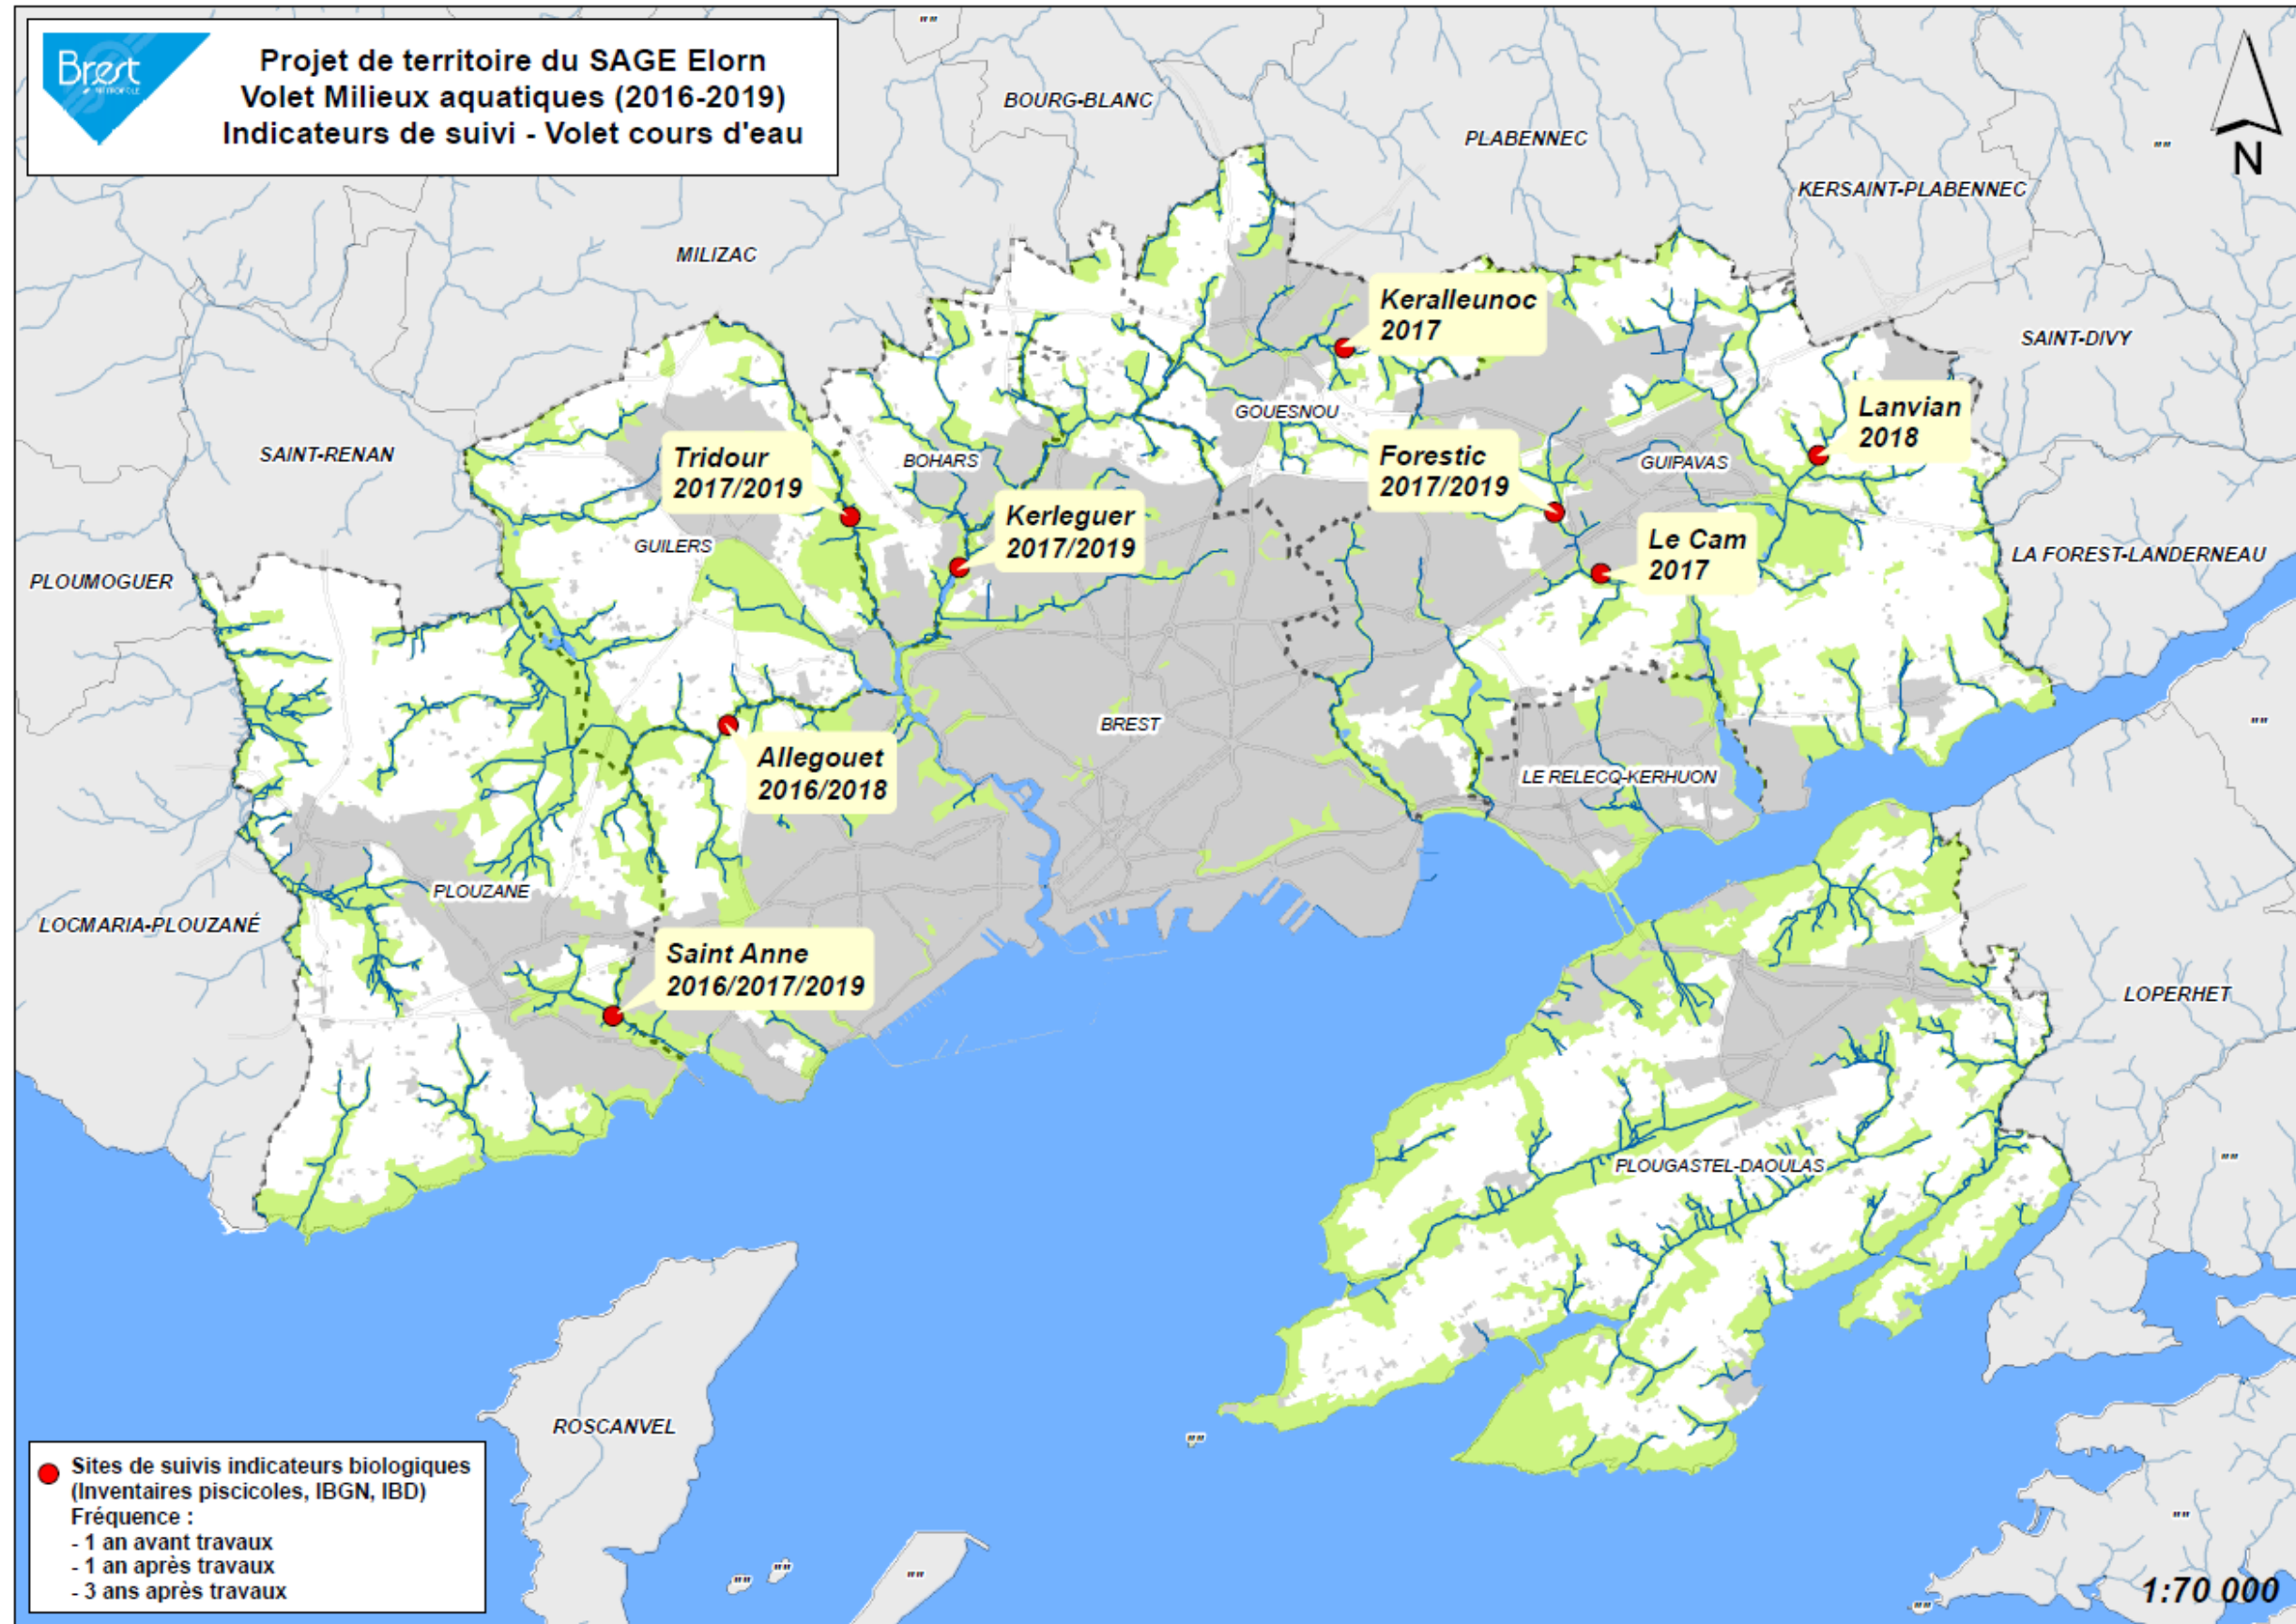 Brest
MÉTROPOLE
Projet de territoire du SAGE Elorn
Volet Milieux aquatiques (2016-2019)
Indicateurs de suivi - Volet cours d'eau
""
BOURG-BLANC
PLABENNEC
""
N
KERSAINT-PLABENNEC
MILIZAC
Keralleunoc
2017
SAINT-DIVY
GOUESNOU
Lanvian
2018
SAINT-RENAN
Tridour
2017/2019
BOHARS
Forestic
2017/2019
GUIPAVAS
Kerleguer
2017/2019
GUILERS
Le Cam
2017
LA FOREST-LANDERNEAU
PLOUMOGUER
BREST
""
Allegouet
2016/2018
LE RELECQ-KERHUON
PLOUZANE
LOCMARIA-PLOUZANÉ
Saint Anne
2016/2017/2019
LOPERHET
PLOUGASTEL-DAOULAS
""
ROSCANVEL
""
""
""
""
""
""
Sites de suivis indicateurs biologiques
(Inventaires piscicoles, IBGN, IBD)
Fréquence :
- 1 an avant travaux
- 1 an après travaux
- 3 ans après travaux
1:70 000